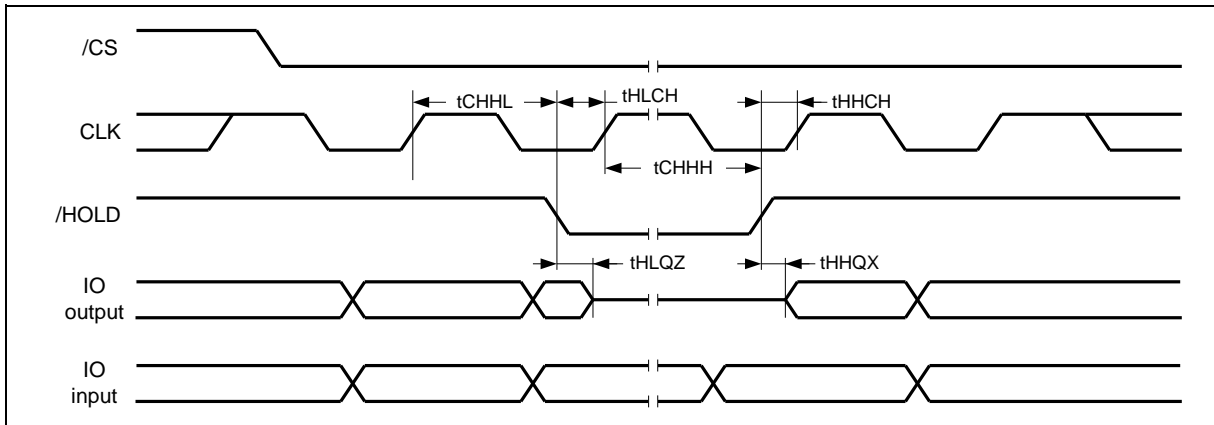 /CS
tCHHL
tHLCH
tHHCH
CLK
tCHHH
/HOLD
tHLQZ
tHHQX
IO
output
IO
input